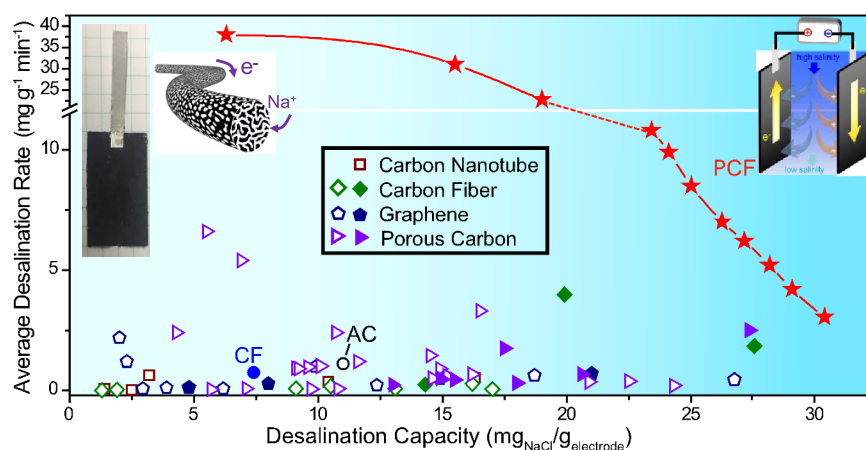 Average Desalination Rate (mg g⁻¹ min⁻¹)
40
35
30
25
10
5
0
0
5
10
15
20
25
30
Desalination Capacity (mg_NaCl/g_electrode)
e⁻
Na⁺
Carbon Nanotube
Carbon Fiber
Graphene
Porous Carbon
PCF
CF
AC
+
−
high salinity
e⁻
e⁻
low salinity